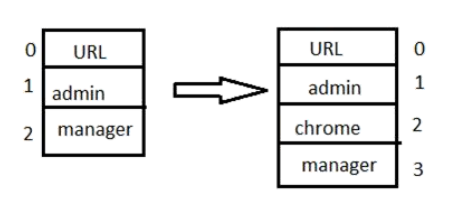 0 URL
1 admin
2 manager
URL 0
admin 1
chrome 2
manager 3